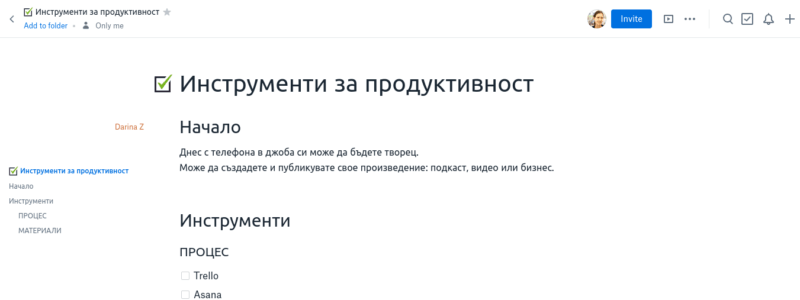 Инструменти за продуктивност
Add to folder • Only me
Invite
Инструменти за продуктивност
Darina Z
Начало
Днес с телефона в джоба си може да бъдете творец.
Може да създадете и публикувате свое произведение: подкаст, видео или бизнес.
Инструменти за продуктивност
Начало
Инструменти
ПРОЦЕС
МАТЕРИАЛИ
Инструменти
ПРОЦЕС
Trello
Asana